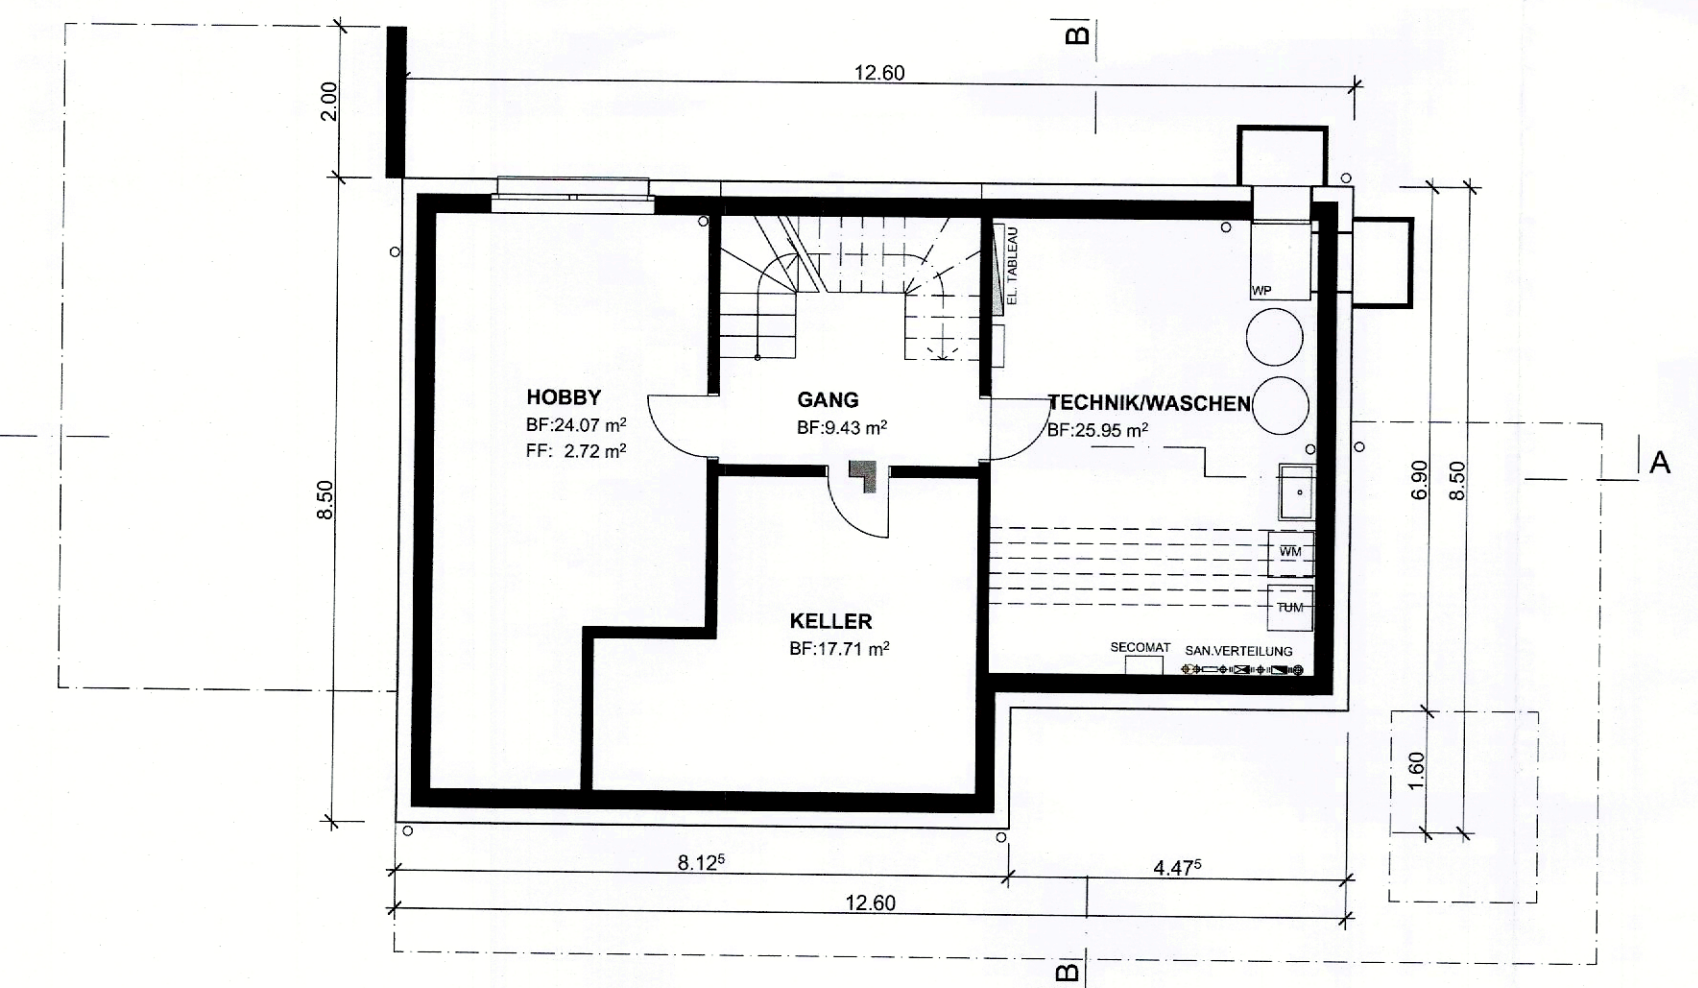 B
12.60
2.00
EL. TABLEAU
WP
HOBBY
BF:24.07 m²
FF: 2.72 m²
GANG
BF:9.43 m²
TECHNIK/WASCHEN
BF:25.95 m²
A
8.50
6.90
8.50
WM
TUM
KELLER
BF:17.71 m²
SECOMAT
SAN.VERTEILUNG
1.60
8.12⁵
4.47⁵
12.60
B